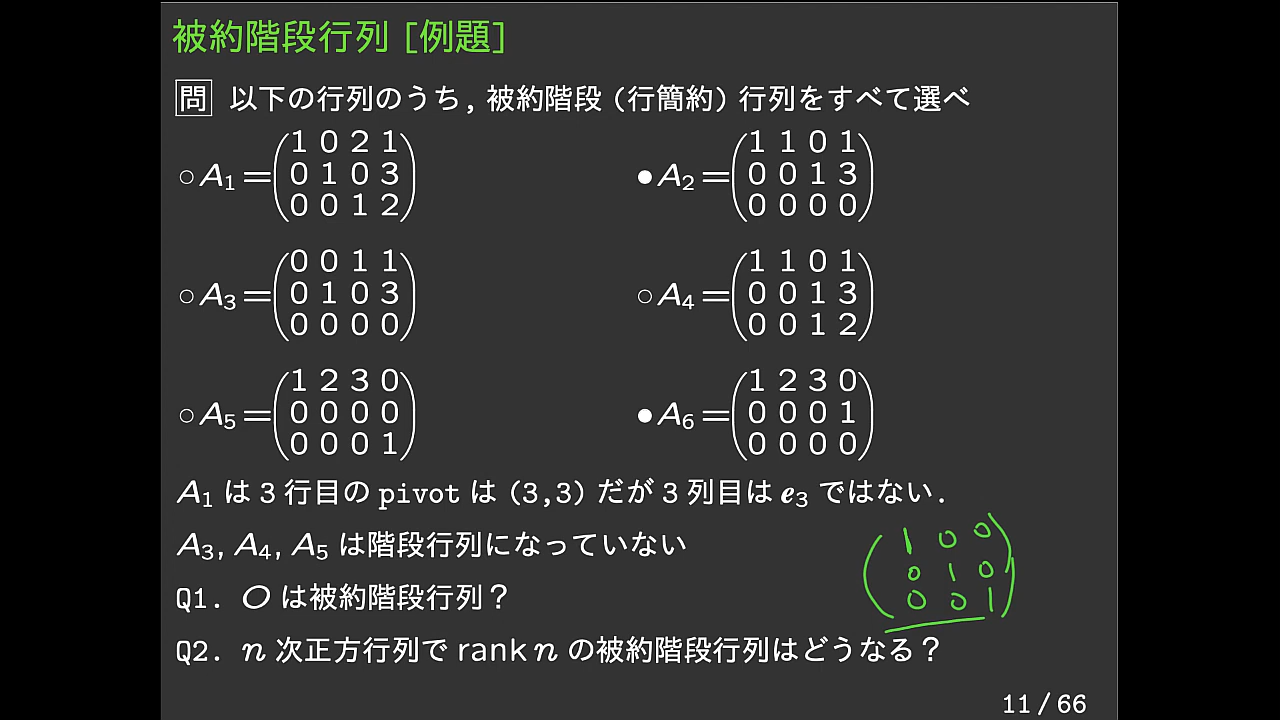 被約階段行列 [例題]
問 以下の行列のうち, 被約階段 (行簡約) 行列をすべて選べ
○A₁ = (1 0 2 1
0 1 0 3
0 0 1 2)
●A₂ = (1 1 0 1
0 0 1 3
0 0 0 0)
○A₃ = (0 0 1 1
0 1 0 3
0 0 0 0)
○A₄ = (1 1 0 1
0 0 1 3
0 0 1 2)
○A₅ = (1 2 3 0
0 0 0 0
0 0 0 1)
●A₆ = (1 2 3 0
0 0 0 1
0 0 0 0)
A₁ は 3 行目の pivot は (3,3) だが 3 列目は e₃ ではない.
A₃, A₄, A₅ は階段行列になっていない
Q1. O は被約階段行列？
(1 0 0
0 1 0
0 0 1)
Q2. n 次正方行列で rank n の被約階段行列はどうなる？
11 / 66